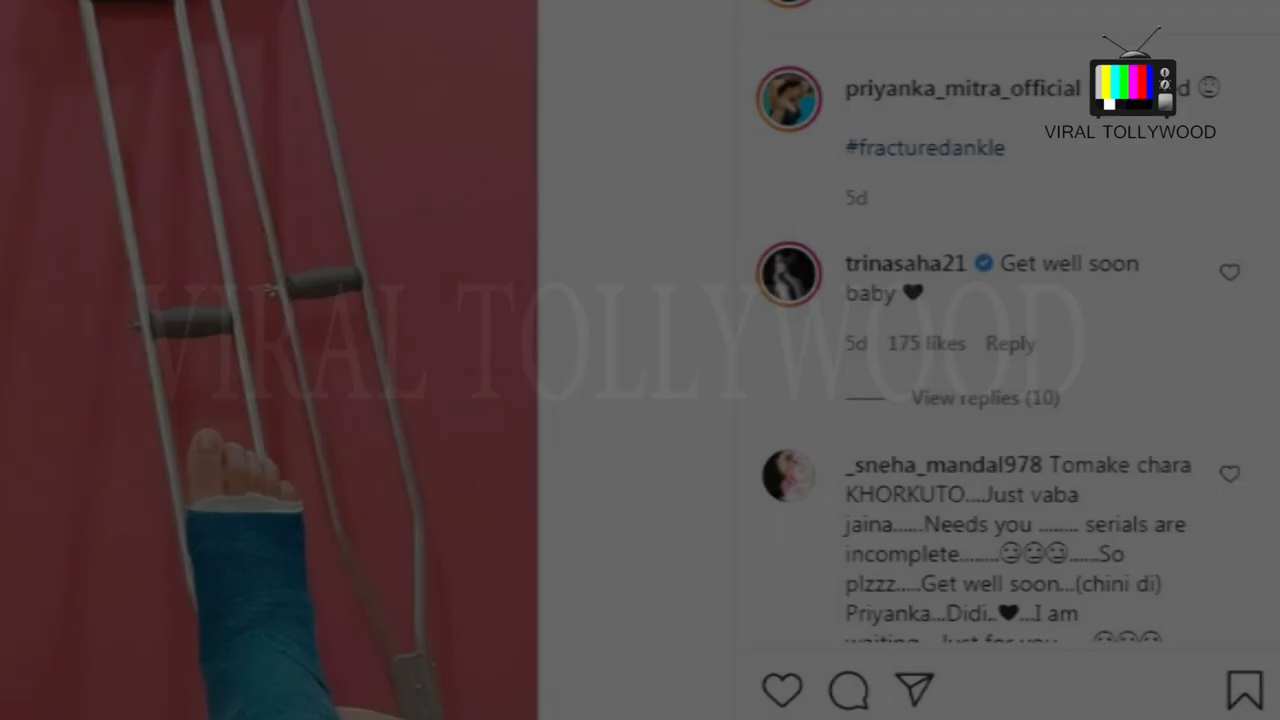 priyanka_mitra_official
VIRAL TOLLYWOOD
#fracturedankle
5d
trinasaha21 Get well soon
baby
5d 175 likes Reply
VIRAL TOLLYWOOD
View replies (10)
_sneha_mandal978 Tomake chara
KHORKUTO....Just vaba
jaina......Needs you ........ serials are
incomplete...........So
plzzz.....Get well soon...(chini di)
Priyanka...Didi.. ...I am